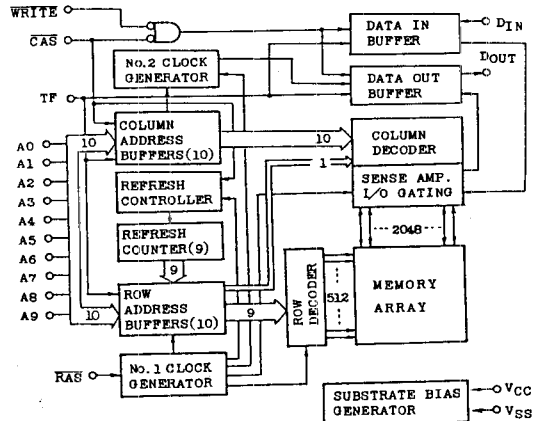 WRITE
CAS
NO.2 CLOCK
GENERATOR
DATA IN
BUFFER
DIN
DOUT
DATA OUT
BUFFER
TF
10
COLUMN
ADDRESS
BUFFERS(10)
10
COLUMN
DECODER
1
SENSE AMP.
I/O GATING
A0
A1
A2
A3
A4
A5
A6
A7
A8
A9
REFRESH
CONTROLLER
REFRESH
COUNTER(9)
9
2048
10
ROW
ADDRESS
BUFFERS(10)
9
ROW
DECODER
512
MEMORY
ARRAY
RAS
NO.1 CLOCK
GENERATOR
SUBSTRATE BIAS
GENERATOR
VCC
VSS